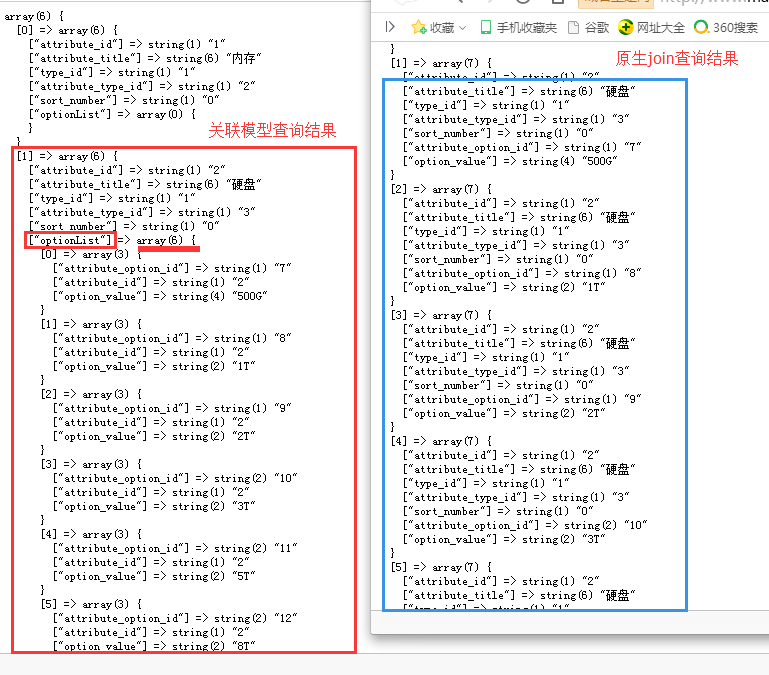 array(6) {
[0] => array(6) {
["attribute_id"] => string(1) "1"
["attribute_title"] => string(6) "内存"
["type_id"] => string(1) "1"
["attribute_type_id"] => string(1) "2"
["sort_number"] => string(1) "0"
["optionList"] => array(0) {
}
}
关联模型查询结果
[1] => array(6) {
["attribute_id"] => string(1) "2"
["attribute_title"] => string(6) "硬盘"
["type_id"] => string(1) "1"
["attribute_type_id"] => string(1) "3"
["sort_number"] => string(1) "0"
["optionList"] => array(6) {
[0] => array(3) {
["attribute_option_id"] => string(1) "7"
["attribute_id"] => string(1) "2"
["option_value"] => string(4) "500G"
}
[1] => array(3) {
["attribute_option_id"] => string(1) "8"
["attribute_id"] => string(1) "2"
["option_value"] => string(2) "1T"
}
[2] => array(3) {
["attribute_option_id"] => string(1) "9"
["attribute_id"] => string(1) "2"
["option_value"] => string(2) "2T"
}
[3] => array(3) {
["attribute_option_id"] => string(2) "10"
["attribute_id"] => string(1) "2"
["option_value"] => string(2) "3T"
}
[4] => array(3) {
["attribute_option_id"] => string(2) "11"
["attribute_id"] => string(1) "2"
["option_value"] => string(2) "5T"
}
[5] => array(3) {
["attribute_option_id"] => string(2) "12"
["attribute_id"] => string(1) "2"
["option_value"] => string(2) "8T"
收藏 手机收藏夹 谷歌 网址大全 360搜索
}
原生join查询结果
[1] => array(7) {
["attribute_id"] => string(1) "2"
["attribute_title"] => string(6) "硬盘"
["type_id"] => string(1) "1"
["attribute_type_id"] => string(1) "3"
["sort_number"] => string(1) "0"
["attribute_option_id"] => string(1) "7"
["option_value"] => string(4) "500G"
}
[2] => array(7) {
["attribute_id"] => string(1) "2"
["attribute_title"] => string(6) "硬盘"
["type_id"] => string(1) "1"
["attribute_type_id"] => string(1) "3"
["sort_number"] => string(1) "0"
["attribute_option_id"] => string(1) "8"
["option_value"] => string(2) "1T"
}
[3] => array(7) {
["attribute_id"] => string(1) "2"
["attribute_title"] => string(6) "硬盘"
["type_id"] => string(1) "1"
["attribute_type_id"] => string(1) "3"
["sort_number"] => string(1) "0"
["attribute_option_id"] => string(1) "9"
["option_value"] => string(2) "2T"
}
[4] => array(7) {
["attribute_id"] => string(1) "2"
["attribute_title"] => string(6) "硬盘"
["type_id"] => string(1) "1"
["attribute_type_id"] => string(1) "3"
["sort_number"] => string(1) "0"
["attribute_option_id"] => string(2) "10"
["option_value"] => string(2) "3T"
}
[5] => array(7) {
["attribute_id"] => string(1) "2"
["attribute_title"] => string(6) "硬盘"
["type_id"] => string(1) "1"